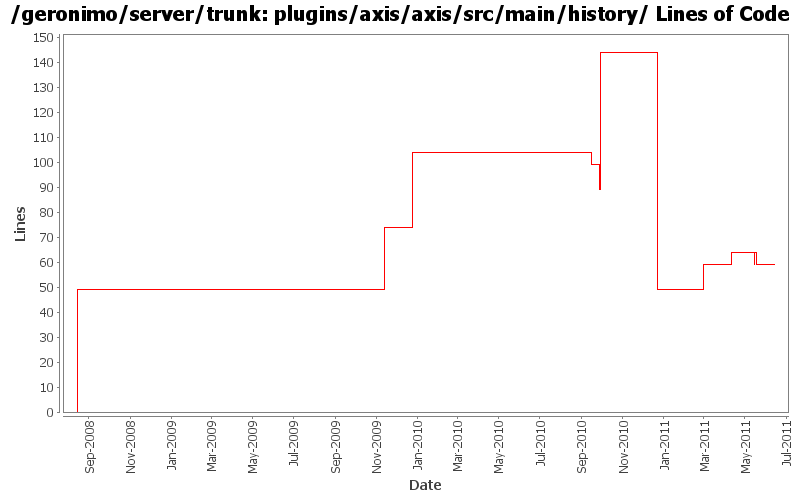 /geronimo/server/trunk: plugins/axis/axis/src/main/history/ Lines of Code
150
140
130
120
110
100
90
80
70
60
50
40
30
20
10
0
Lines
Sep-2008
Nov-2008
Jan-2009
Mar-2009
May-2009
Jul-2009
Sep-2009
Nov-2009
Jan-2010
Mar-2010
May-2010
Jul-2010
Sep-2010
Nov-2010
Jan-2011
Mar-2011
May-2011
Jul-2011
Date